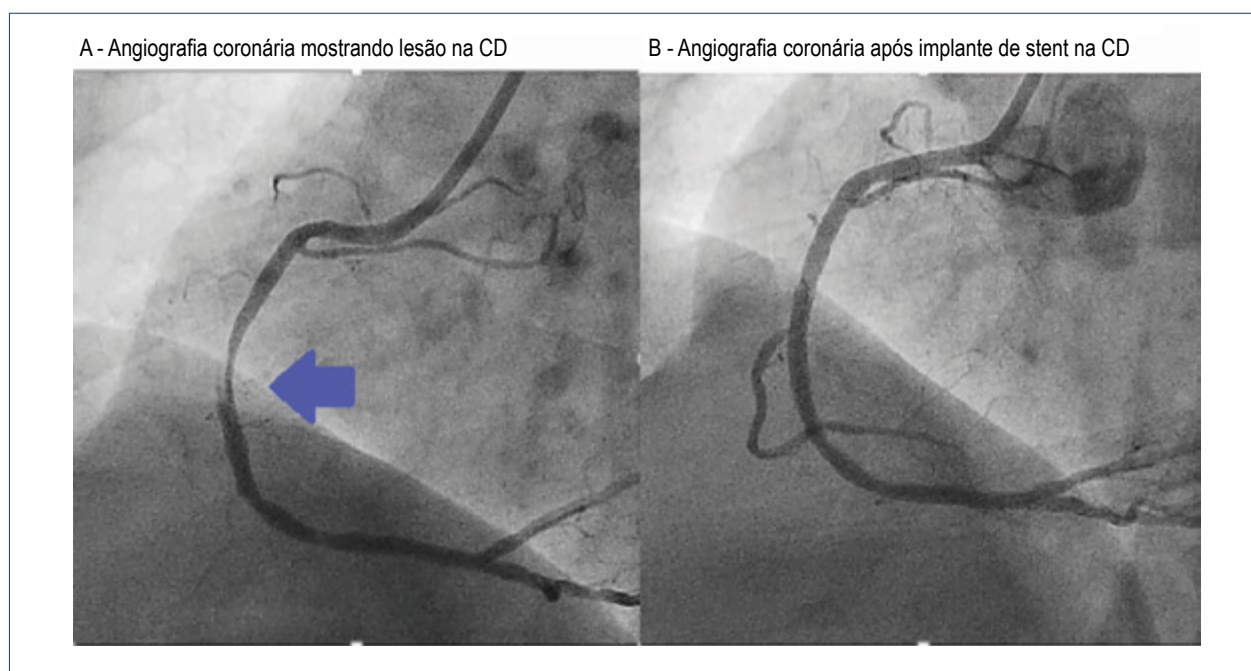 A - Angiografia coronária mostrando lesão na CD
B - Angiografia coronária após implante de stent na CD